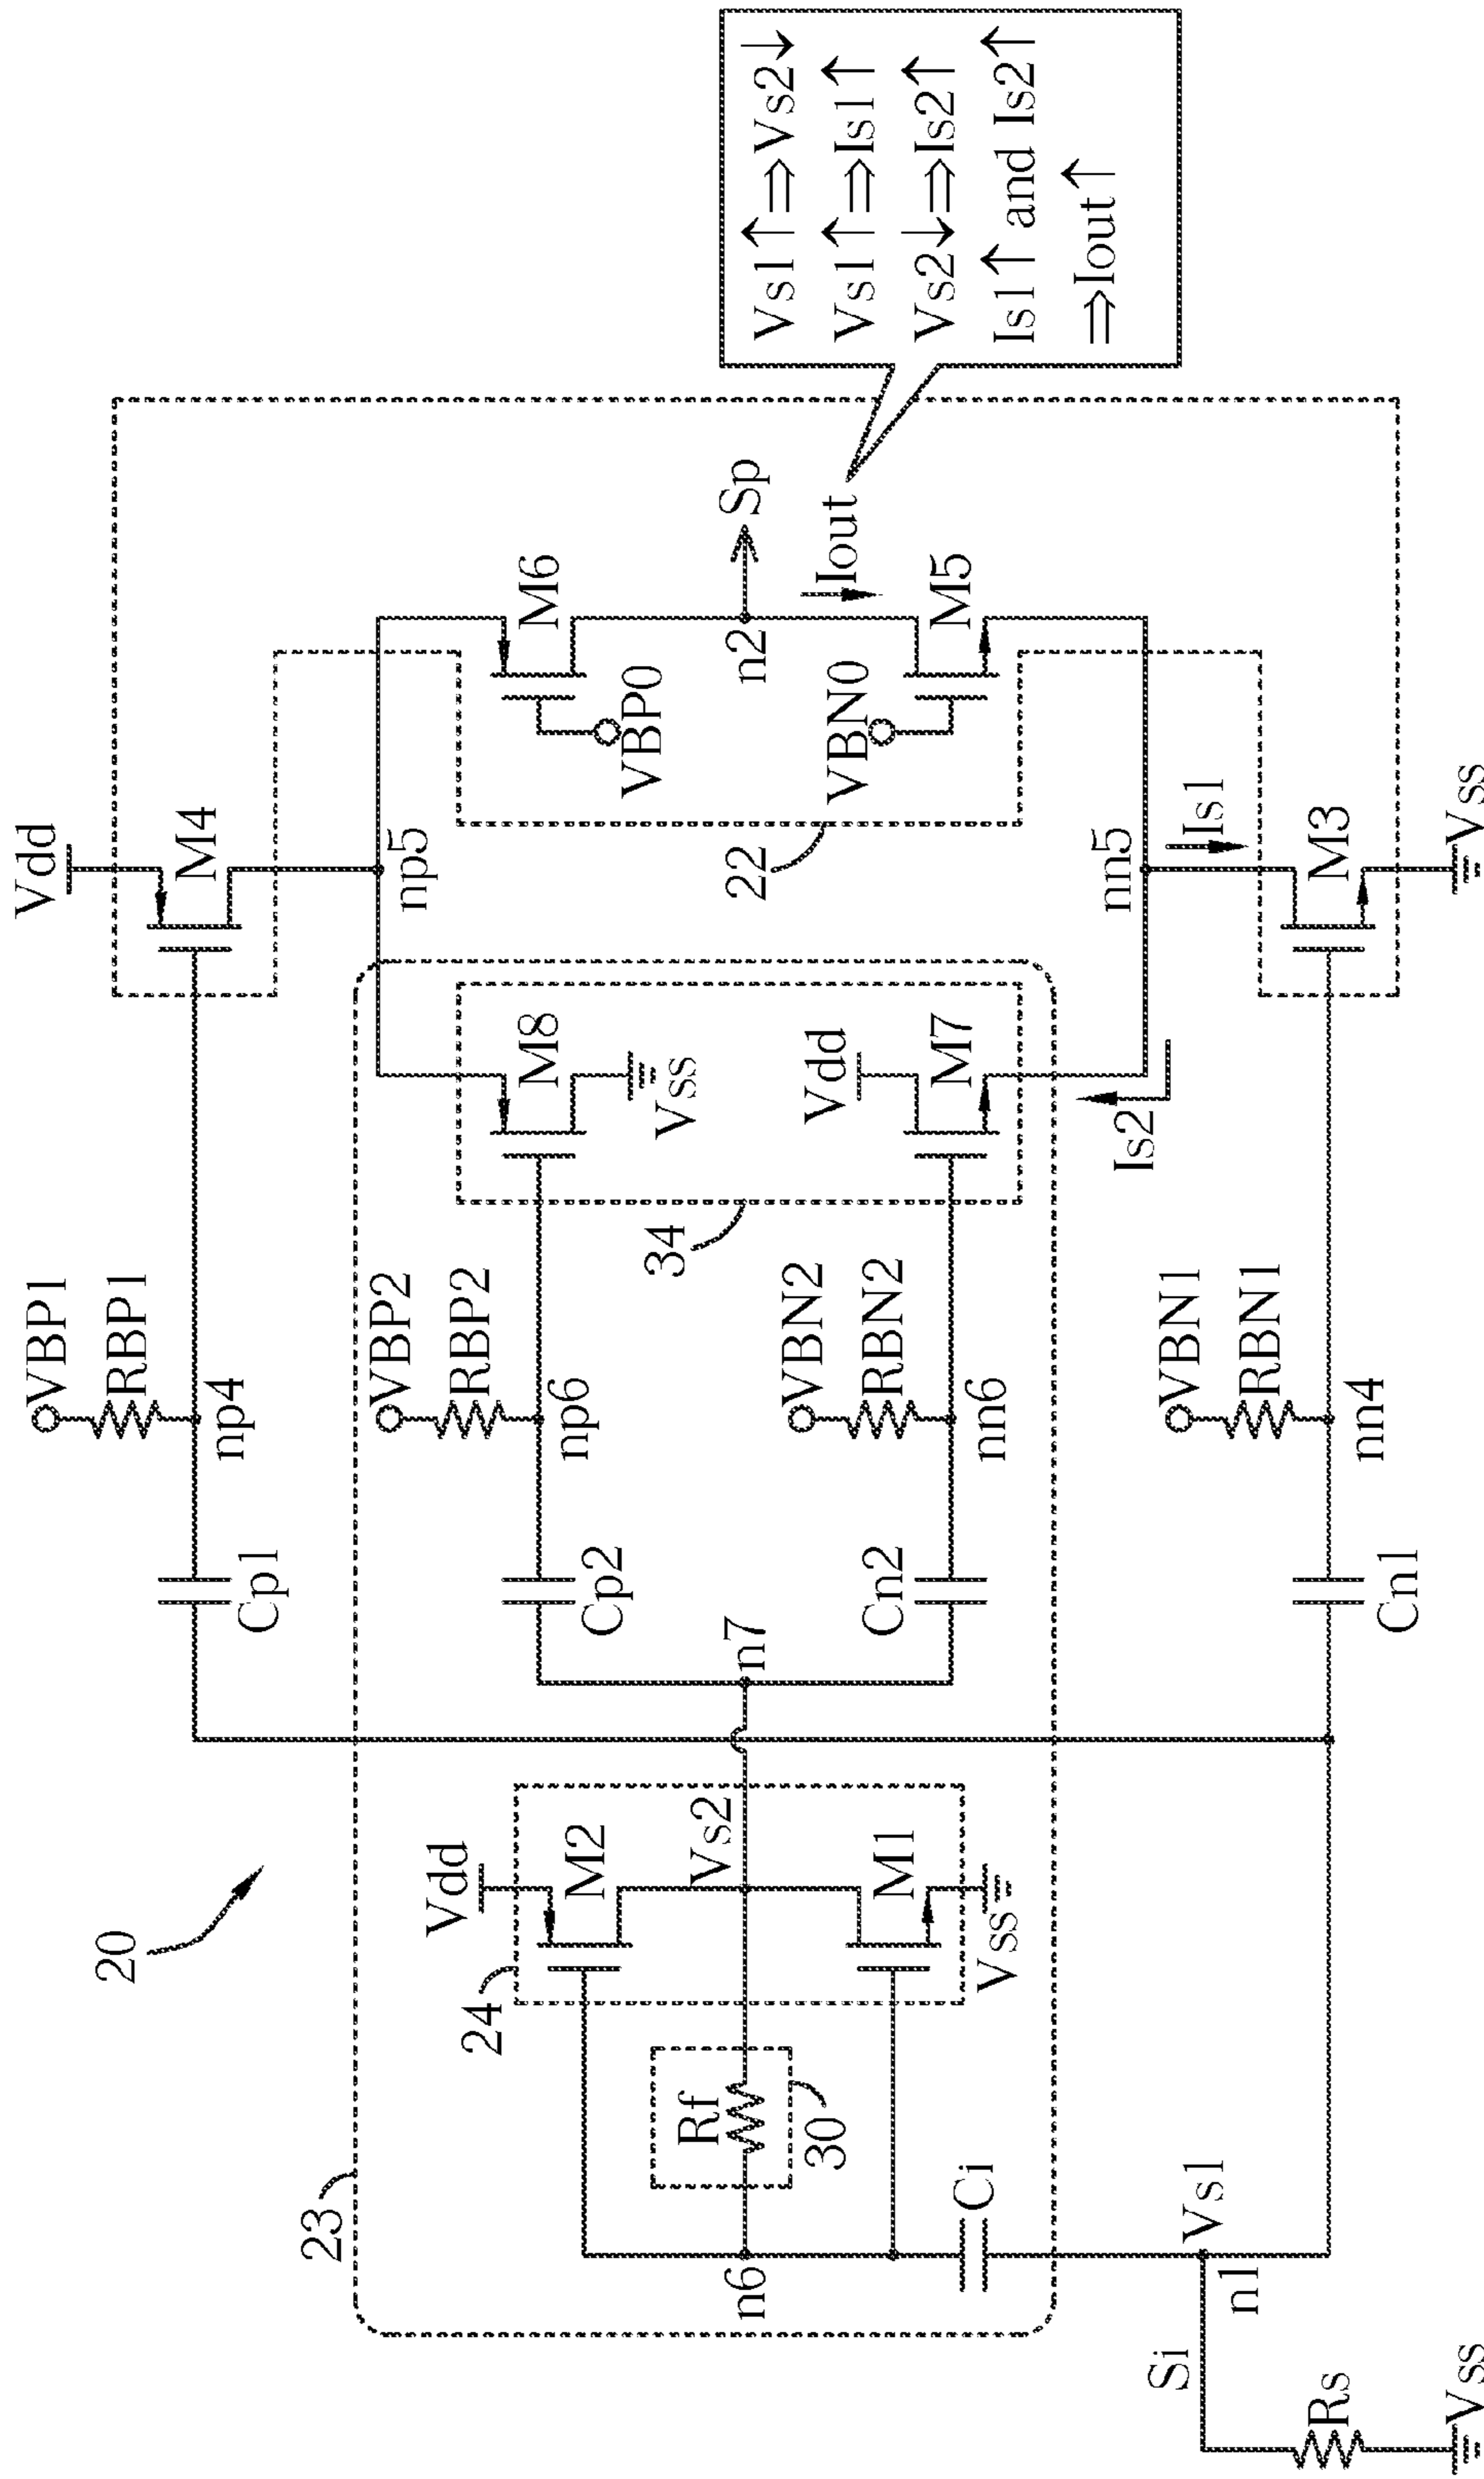 20
23
Vdd
VBP1
RBP1
np4
Cp1
M4
np5
VBP2
RBP2
np6
Cp2
M8
Vss
M6
VBP0
24
Vdd
M2
Vs2
n7
34
22
n2
Sp
Iout
Rf
30
n6
M1
Vss
Cn2
VBN2
RBN2
nn6
Vdd
M7
VBN0
M5
Ci
Is2
nn5
Is1
VBN1
RBN1
nn4
Cn1
M3
Vss
Si
Vs1
n1
Rs
Vss
Vs1↑⇒Vs2↓
Vs1↑⇒Is1↑
Vs2↓⇒Is2↑
Is1↑ and Is2↑
⇒Iout↑